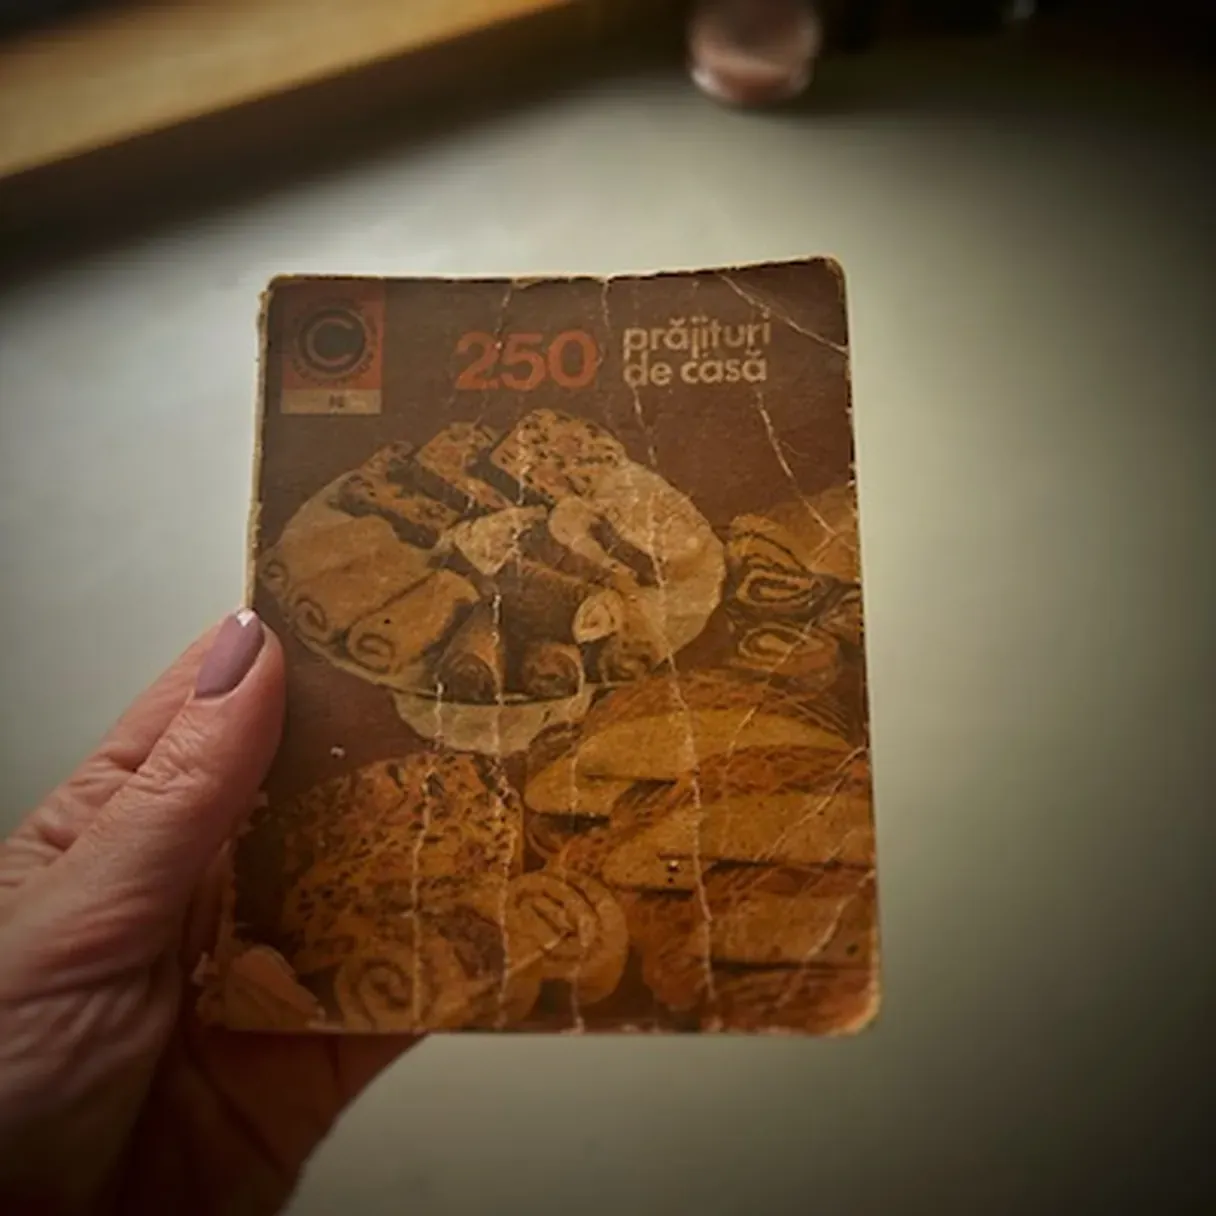 C
250
prăjituri
de casă